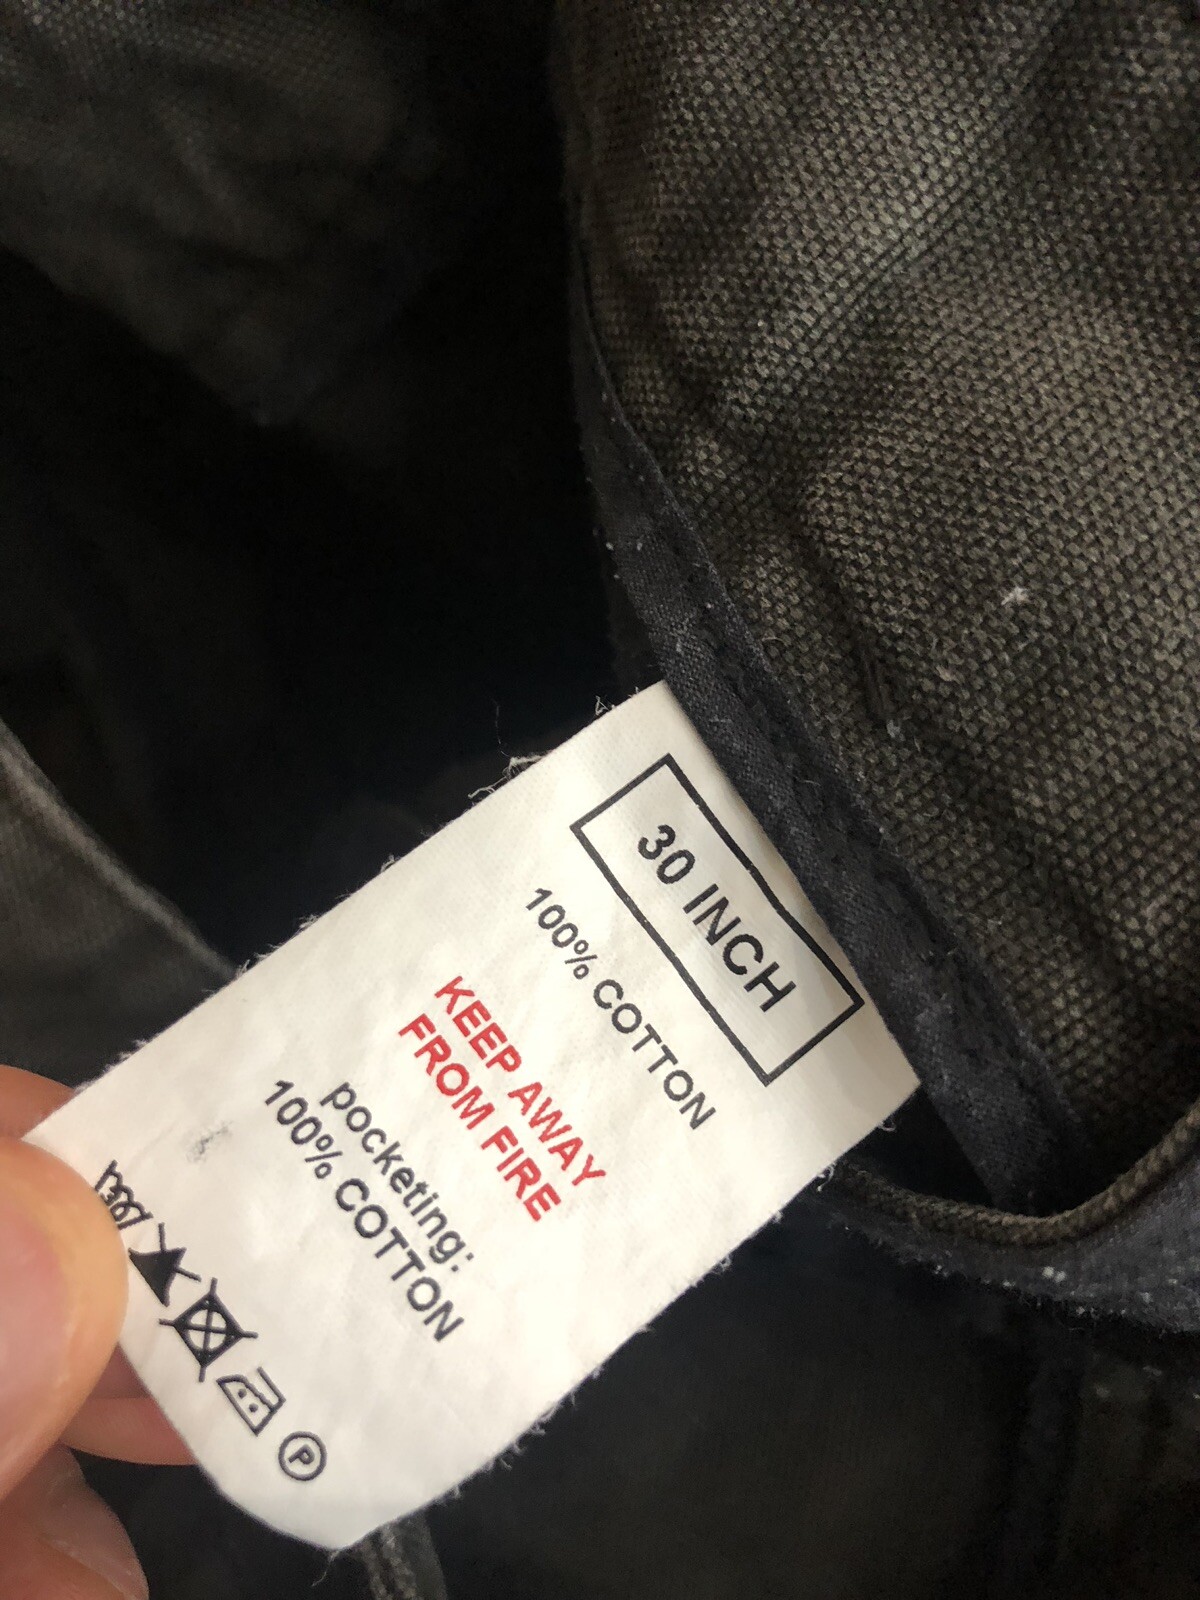 30 INCH
100% COTTON
KEEP AWAY
FROM FIRE
pocketing:
100% COTTON
P